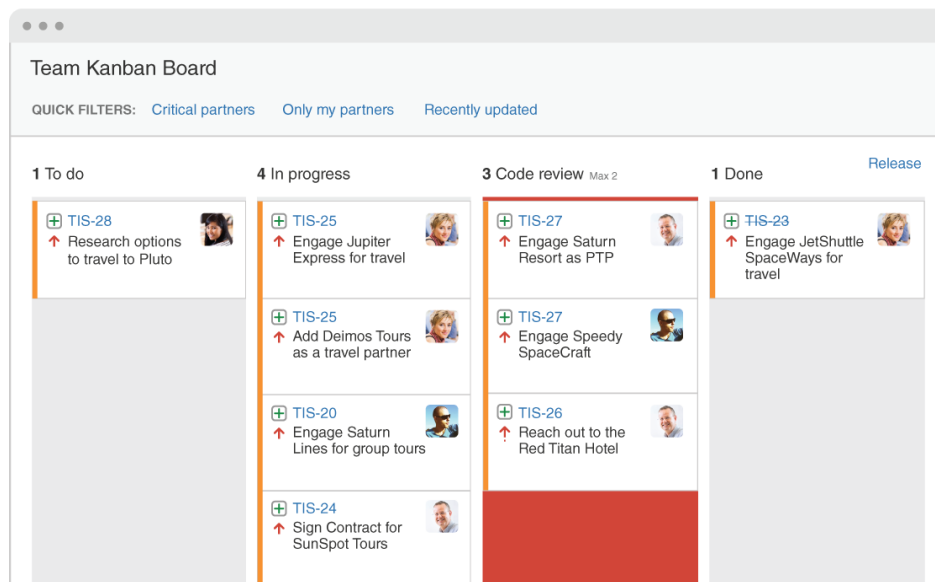 Team Kanban Board
QUICK FILTERS: Critical partners Only my partners Recently updated
Release
1 To do
TIS-28
Research options
to travel to Pluto
4 In progress
TIS-25
Engage Jupiter
Express for travel
TIS-25
Add Deimos Tours
as a travel partner
TIS-20
Engage Saturn
Lines for group tours
TIS-24
Sign Contract for
SunSpot Tours
3 Code review Max 2
TIS-27
Engage Saturn
Resort as PTP
TIS-27
Engage Speedy
SpaceCraft
TIS-26
Reach out to the
Red Titan Hotel
1 Done
TIS-23
Engage JetShuttle
SpaceWays for
travel